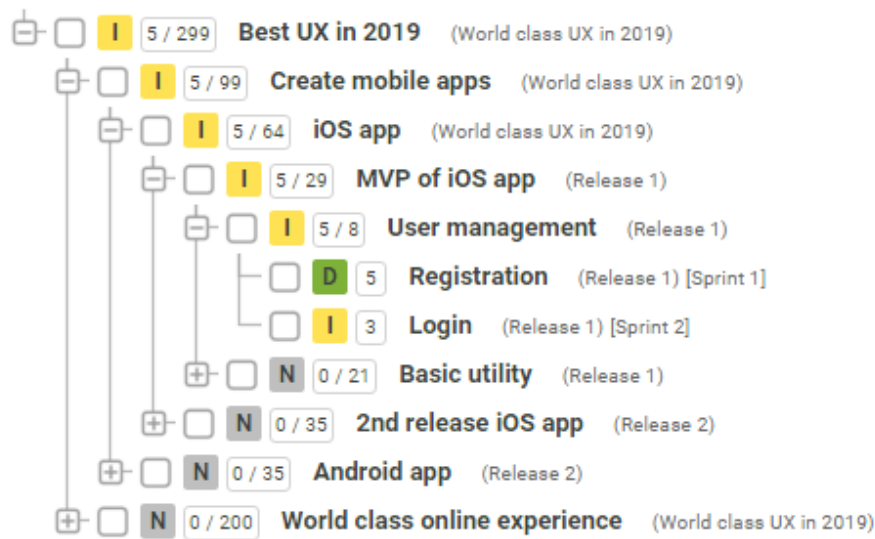 I 5 / 299 Best UX in 2019 (World class UX in 2019)
I 5 / 99 Create mobile apps (World class UX in 2019)
I 5 / 64 iOS app (World class UX in 2019)
I 5 / 29 MVP of iOS app (Release 1)
I 5 / 8 User management (Release 1)
D 5 Registration (Release 1) [Sprint 1]
I 3 Login (Release 1) [Sprint 2]
N 0 / 21 Basic utility (Release 1)
N 0 / 35 2nd release iOS app (Release 2)
N 0 / 35 Android app (Release 2)
N 0 / 200 World class online experience (World class UX in 2019)